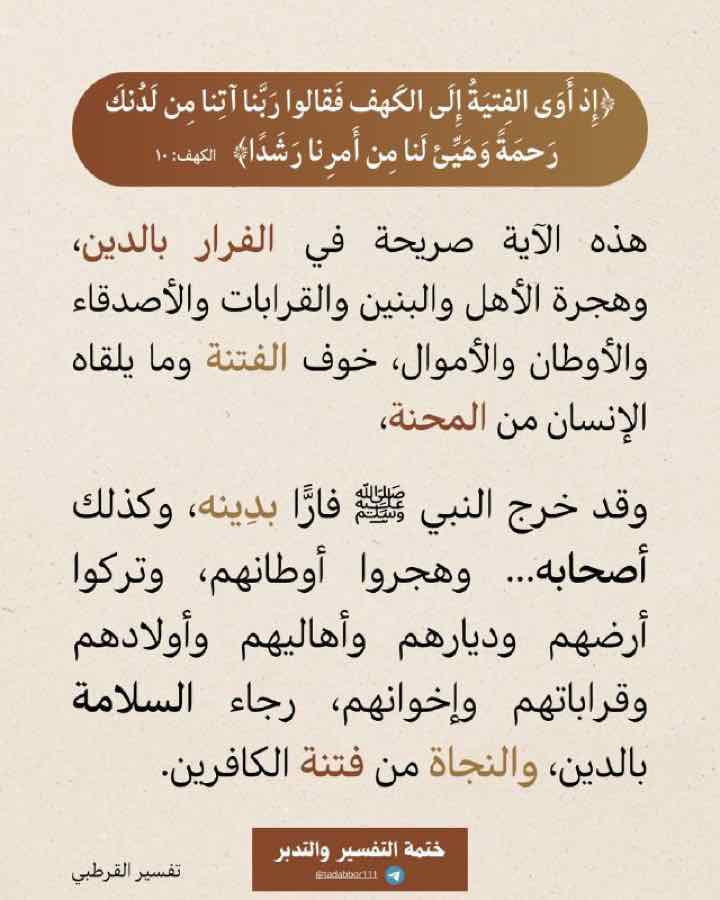 ﴿إِذ أَوَى الفِتيَةُ إِلَى الكَهفِ فَقالوا رَبَّنا آتِنا مِن لَدُنكَ
رَحمَةً وَهَيِّئ لَنا مِن أَمرِنا رَشَدًا﴾ الكهف: ١٠
هذه الآية صريحة في الفرار بالدين،
وهجرة الأهل والبنين والقرابات والأصدقاء
والأوطان والأموال، خوف الفتنة وما يلقاه
الإنسان من المحنة،
وقد خرج النبي ﷺ فارًّا بدِينه، وكذلك
أصحابه... وهجروا أوطانهم، وتركوا
أرضهم وديارهم وأهاليهم وأولادهم
وقراباتهم وإخوانهم، رجاء السلامة
بالدين، والنجاة من فتنة الكافرين.
ختمة التفسير والتدبر
@tadabbor111
تفسير القرطبي